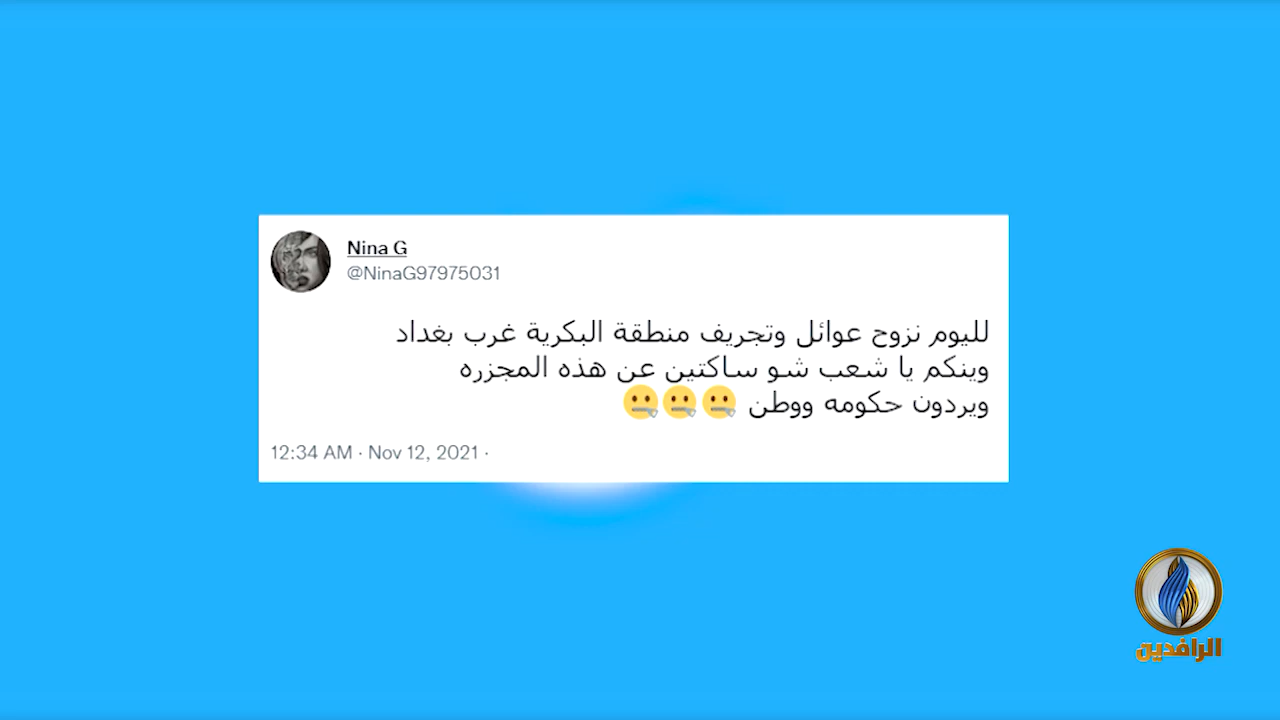 Nina G
@NinaG97975031
لليوم نزوح عوائل وتجريف منطقة البكرية غرب بغداد
وينكم يا شعب شو ساكتين عن هذه المجزره
ويردون حكومه ووطن 🤐🤐🤐
12:34 AM · Nov 12, 2021 ·
الرافدين